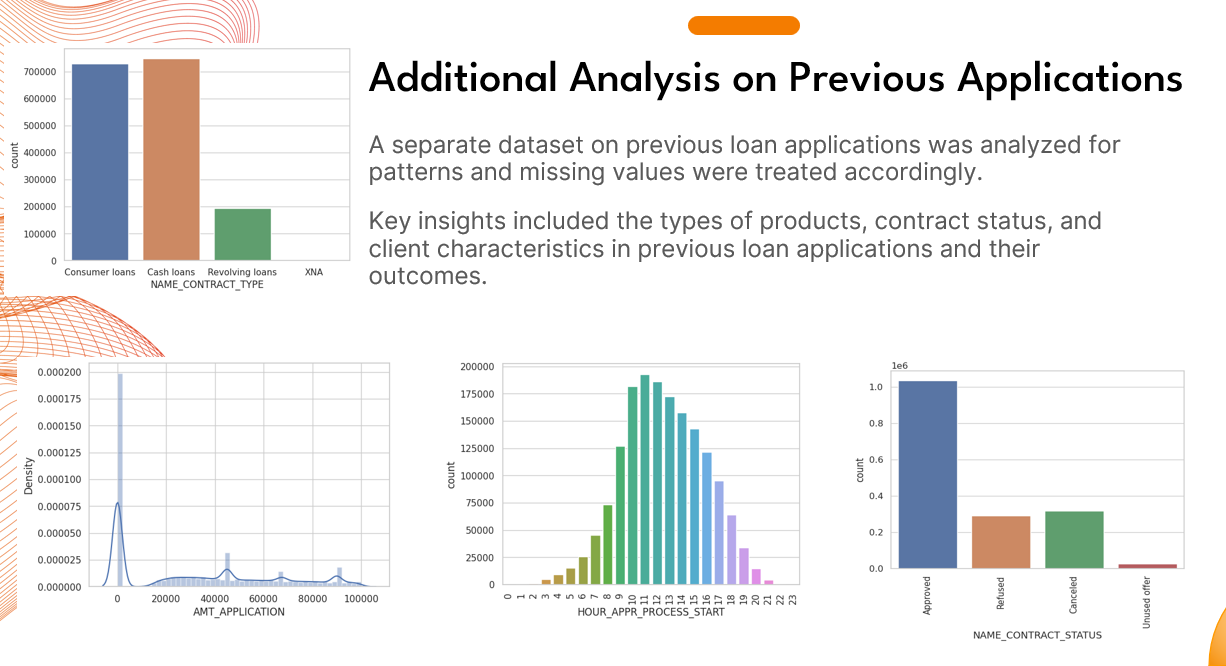 Additional Analysis on Previous Applications
A separate dataset on previous loan applications was analyzed for
patterns and missing values were treated accordingly.
Key insights included the types of products, contract status, and
client characteristics in previous loan applications and their
outcomes.
700000
600000
500000
400000
300000
200000
100000
0
count
Consumer loans Cash loans Revolving loans XNA
NAME_CONTRACT_TYPE
0.000200
0.000175
0.000150
0.000125
0.000100
0.000075
0.000050
0.000025
0.000000
Density
0 20000 40000 60000 80000 100000
AMT_APPLICATION
200000
175000
150000
125000
100000
75000
50000
25000
0
count
0 1 2 3 4 5 6 7 8 9 10 11 12 13 14 15 16 17 18 19 20 21 22 23
HOUR_APPR_PROCESS_START
1e6
1.0
0.8
0.6
0.4
0.2
0.0
count
Approved Refused Canceled Unused offer
NAME_CONTRACT_STATUS